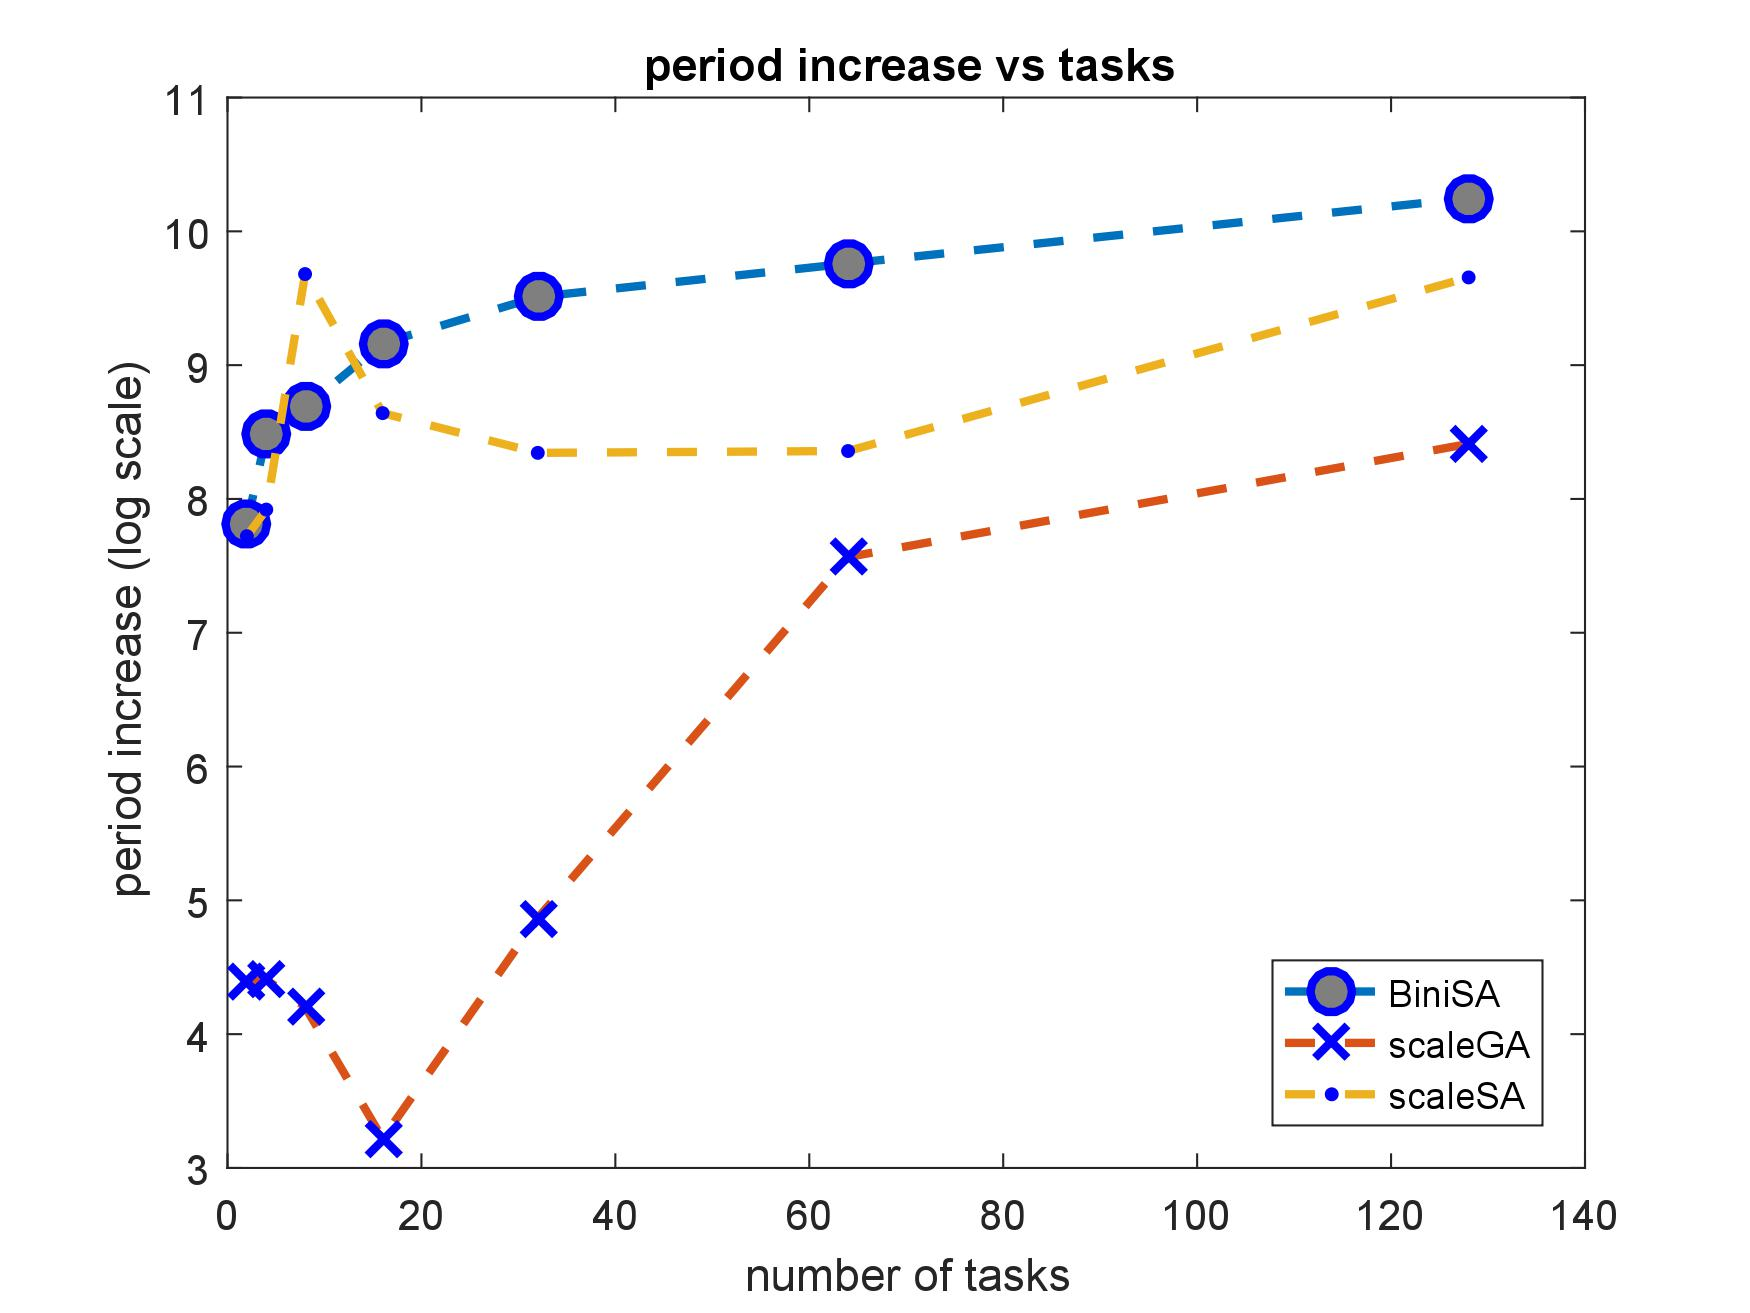 period increase vs tasks
11
10
9
8
7
6
5
4
3
period increase (log scale)
0 20 40 60 80 100 120 140
number of tasks
BiniSA
scaleGA
scaleSA